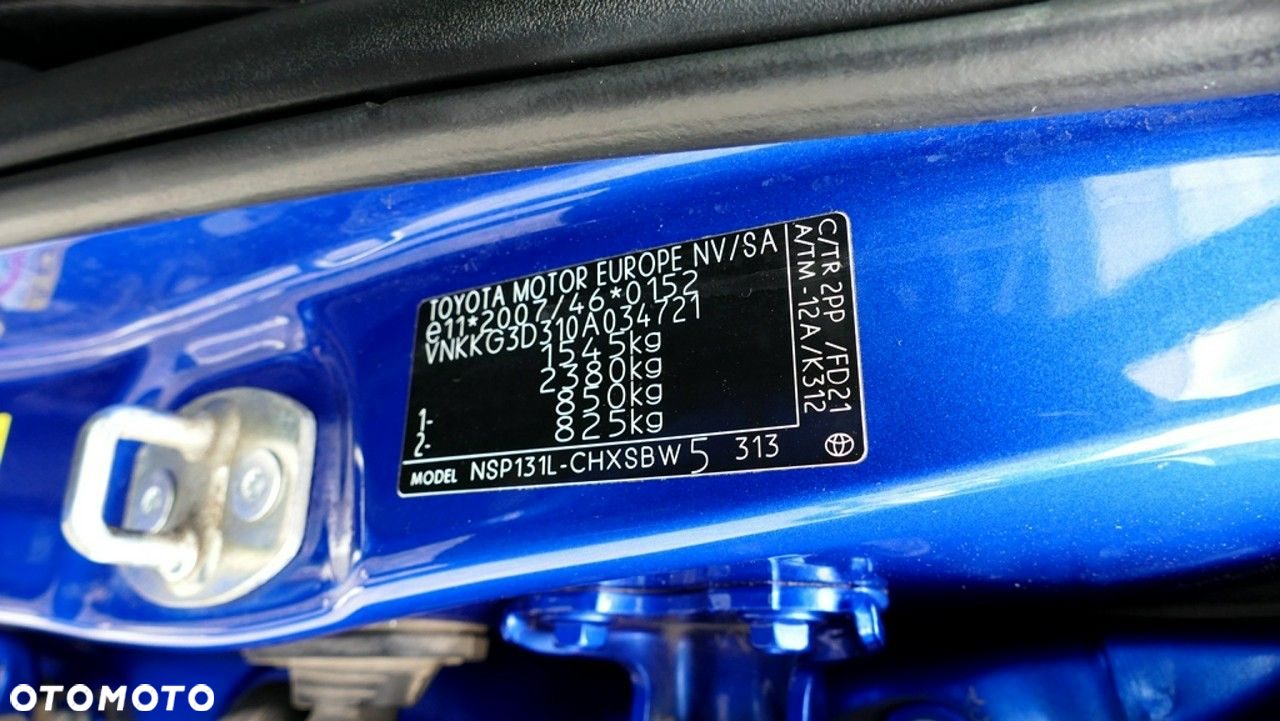 TOYOTA MOTOR EUROPE NV/SA
e11*2007/46*0152
VNKKG3D310A034721
1545kg
2380kg
1- 850kg
2- 825kg
MODEL NSP131L-CHXSBW 5 313
C/TR 2PP /FD21
A/TM -12A/K312
OTOMOTO